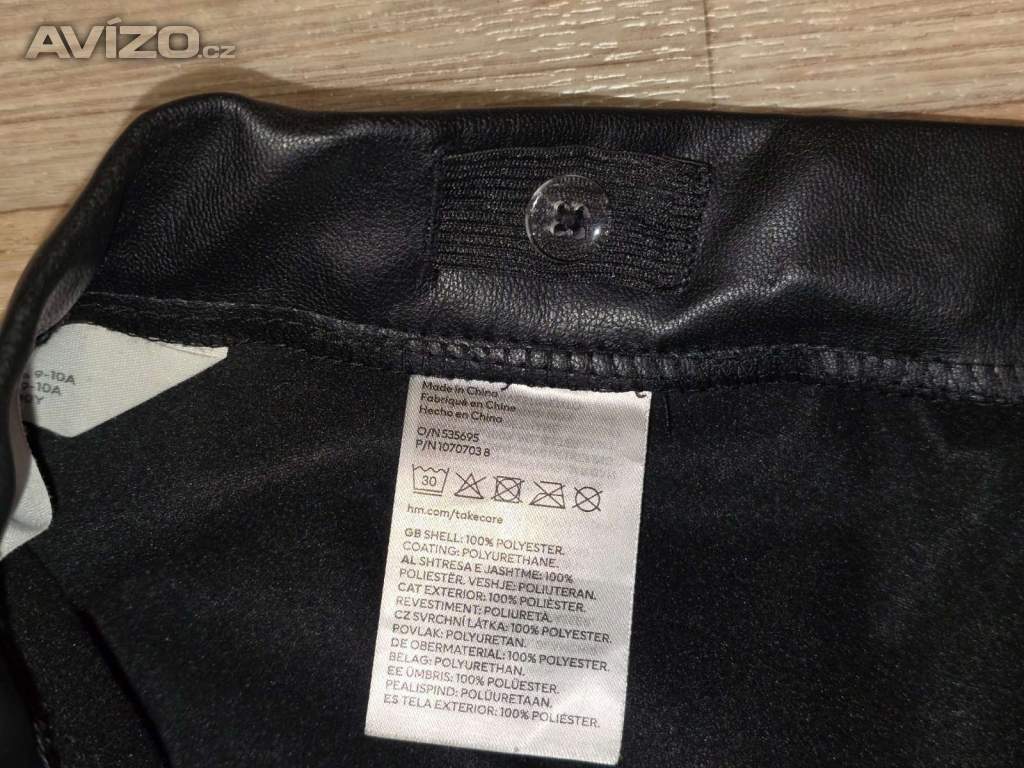 AVÍZO.cz
9-10A
9-10A
Made in China
Fabriqué en Chine
Hecho en China
O/N 535695
P/N 1070703 8
30
hm.com/takecare
GB SHELL: 100% POLYESTER.
COATING: POLYURETHANE.
AL SHTRESA E JASHTME: 100%
POLIESTËR. VESHJE: POLIUTERAN.
CAT EXTERIOR: 100% POLIÈSTER.
REVESTIMENT: POLIURETÀ.
CZ SVRCHNÍ LÁTKA: 100% POLYESTER.
POVLAK: POLYURETAN.
DE OBERMATERIAL: 100% POLYESTER.
BELAG: POLYURETHAN.
EE ÜMBRIS: 100% POLÜESTER.
PEALISPIND: POLÜURETAAN.
ES TELA EXTERIOR: 100% POLIÉSTER.